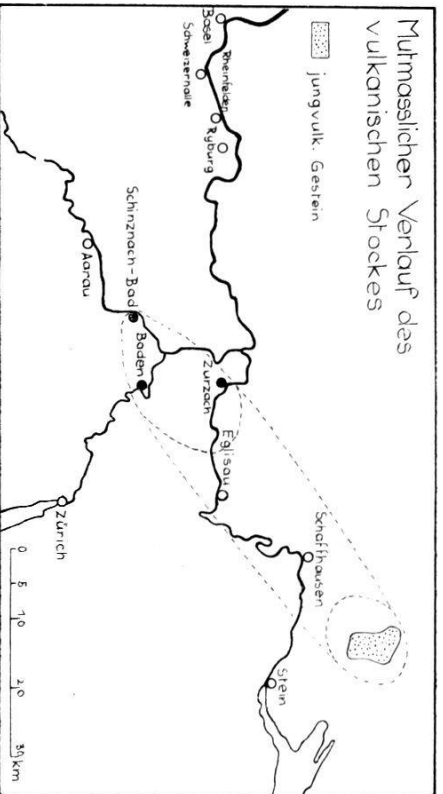 Mutmasslicher Verlauf des
vulkanischen Stockes
jungvulk. Gestein
Basel
Schweizerhalle
Rheinfelden
Ryburg
Aarau
Schinznach-Bad
Baden
Zurzach
Eglisau
Schaffhausen
Stein
Zürich
0 5 10 20 30 km